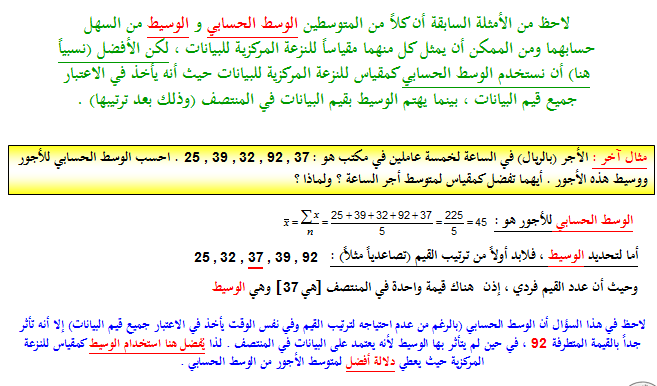 لاحظ من الأمثلة السابقة أن كلاً من المتوسطين الوسط الحسابي و الوسيط من السهل
حسابهما ومن الممكن أن يمثل كل منهما مقياساً للنزعة المركزية للبيانات ، لكن الأفضل (نسبياً
هنا) أن نستخدم الوسط الحسابي كمقياس للنزعة المركزية للبيانات حيث أنه يأخذ في الاعتبار
جميع قيم البيانات ، بينما يهتم الوسيط بقيم البيانات في المنتصف (وذلك بعد ترتيبها) .
مثال آخر : الأجر (بالريال) في الساعة لخمسة عاملين في مكتب هو : 37 , 92 , 32 , 39 , 25 . احسب الوسط الحسابي للأجور
ووسيط هذه الأجور . أيهما تفضل كمقياس لمتوسط أجر الساعة ؟ ولماذا ؟
الوسط الحسابي للأجور هو : x̄ = ∑x / n = 25 + 39 + 32 + 92 + 37 / 5 = 225 / 5 = 45
أما لتحديد الوسيط ، فلابد أولاً من ترتيب القيم (تصاعدياً مثلاً) : 25 , 32 , 37 , 39 , 92
وحيث أن عدد القيم فردي ، إذن هناك قيمة واحدة في المنتصف [هي 37] وهي الوسيط
لاحظ في هذا السؤال أن الوسط الحسابي (بالرغم من عدم احتياجه لترتيب القيم وفي نفس الوقت يأخذ في الاعتبار جميع قيم البيانات) إلا أنه تأثر
جداً بالقيمة المتطرفة 92 ، في حين لم يتأثر بها الوسيط لأنه يعتمد على البيانات في المنتصف . لذا يُفضل هنا استخدام الوسيط كمقياس للنزعة
المركزية حيث يعطي دلالة أفضل لمتوسط الأجور من الوسط الحسابي .